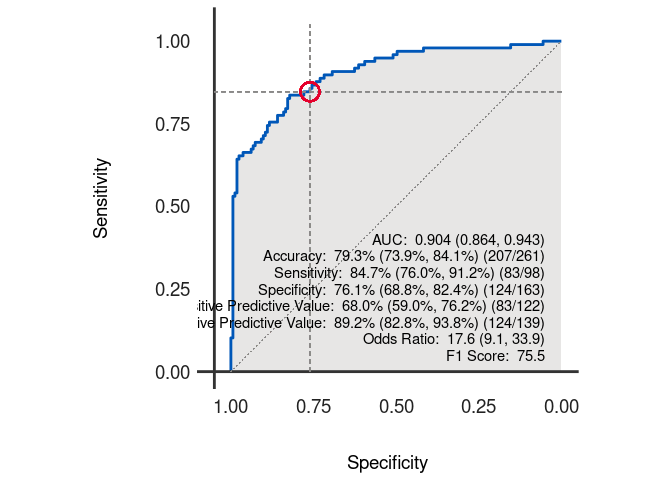 1.00
0.75
0.50
0.25
0.00
Sensitivity
AUC: 0.904 (0.864, 0.943)
Accuracy: 79.3% (73.9%, 84.1%) (207/261)
Sensitivity: 84.7% (76.0%, 91.2%) (83/98)
Specificity: 76.1% (68.8%, 82.4%) (124/163)
itive Predictive Value: 68.0% (59.0%, 76.2%) (83/122)
ive Predictive Value: 89.2% (82.8%, 93.8%) (124/139)
Odds Ratio: 17.6 (9.1, 33.9)
F1 Score: 75.5
1.00 0.75 0.50 0.25 0.00
Specificity